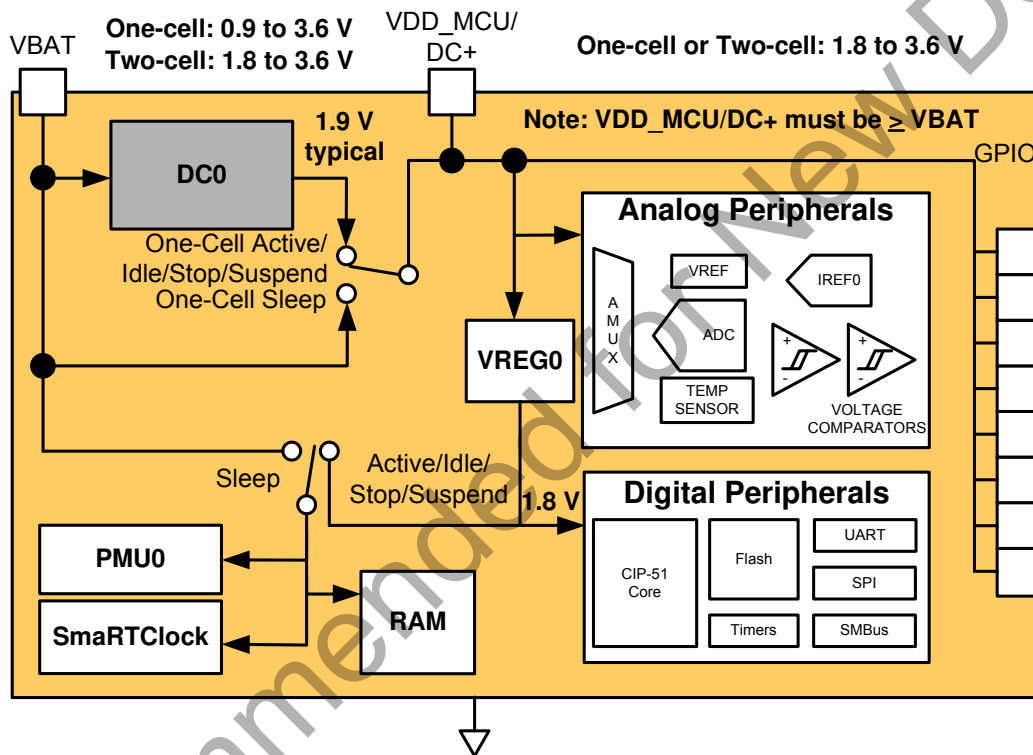 VBAT
One-cell: 0.9 to 3.6 V
Two-cell: 1.8 to 3.6 V
VDD_MCU/
DC+
One-cell or Two-cell: 1.8 to 3.6 V
Note: VDD_MCU/DC+ must be ≥ VBAT
GPIO
1.9 V
typical
DC0
One-Cell Active/
Idle/Stop/Suspend
One-Cell Sleep
VREG0
Analog Peripherals
A
M
U
X
VREF
IREF0
ADC
TEMP
SENSOR
+
-
+
-
VOLTAGE
COMPARATORS
Sleep
Active/Idle/
Stop/Suspend
1.8 V
Digital Peripherals
CIP-51
Core
Flash
Timers
UART
SPI
SMBus
PMU0
SmaRTClock
RAM
mmended for New D